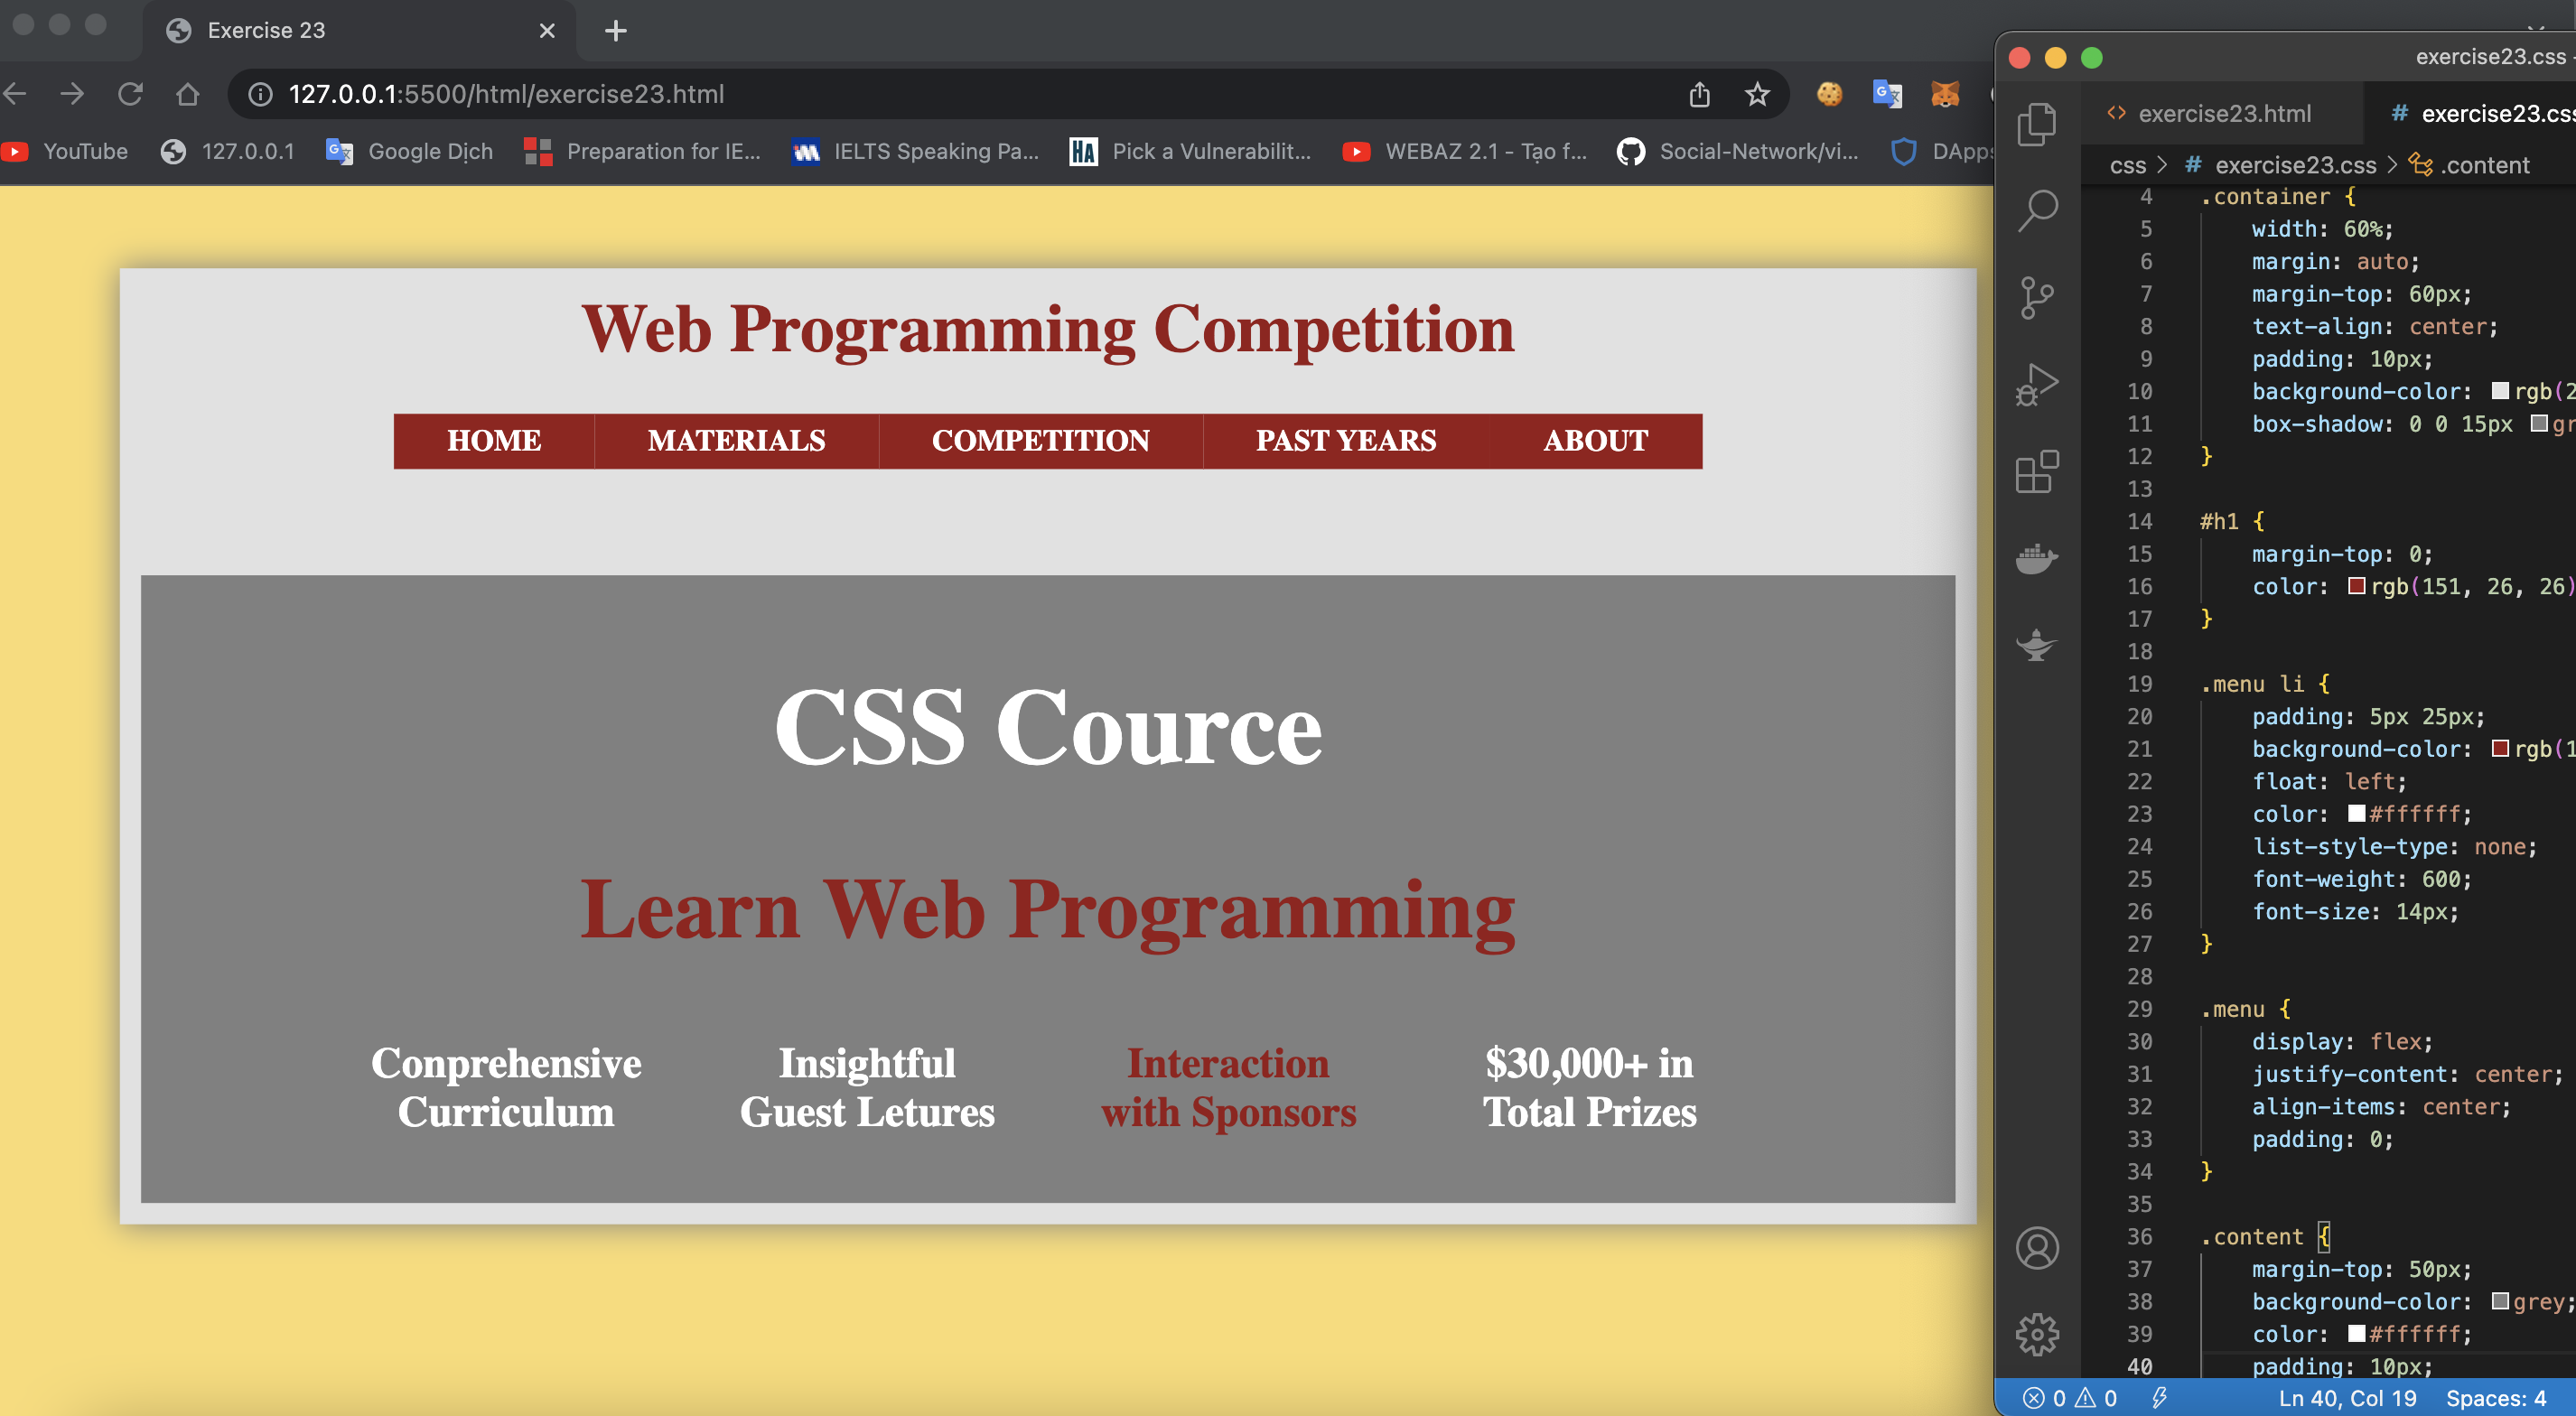 Exercise 23
127.0.0.1:5500/html/exercise23.html
YouTube 127.0.0.1 Google Dịch Preparation for IE... IELTS Speaking Pa... Pick a Vulnerabilit... WEBAZ 2.1 - Tạo f... Social-Network/vi... DApps
HA
Web Programming Competition
HOME MATERIALS COMPETITION PAST YEARS ABOUT
CSS Cource
Learn Web Programming
Conprehensive Curriculum
Insightful Guest Letures
Interaction with Sponsors
$30,000+ in Total Prizes
exercise23.css -
<> exercise23.html # exercise23.css
css > # exercise23.css > .content
4 .container {
5 width: 60%;
6 margin: auto;
7 margin-top: 60px;
8 text-align: center;
9 padding: 10px;
10 background-color: rgb(2
11 box-shadow: 0 0 15px gr
12 }
13
14 #h1 {
15 margin-top: 0;
16 color: rgb(151, 26, 26)
17 }
18
19 .menu li {
20 padding: 5px 25px;
21 background-color: rgb(1
22 float: left;
23 color: #ffffff;
24 list-style-type: none;
25 font-weight: 600;
26 font-size: 14px;
27 }
28
29 .menu {
30 display: flex;
31 justify-content: center;
32 align-items: center;
33 padding: 0;
34 }
35
36 .content {
37 margin-top: 50px;
38 background-color: grey;
39 color: #ffffff;
40 padding: 10px;
0 0 Ln 40, Col 19 Spaces: 4